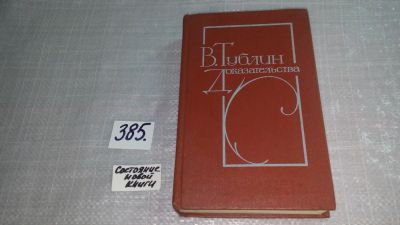 В. Тублин
Доказательства
385.
Состояние
новой
книги